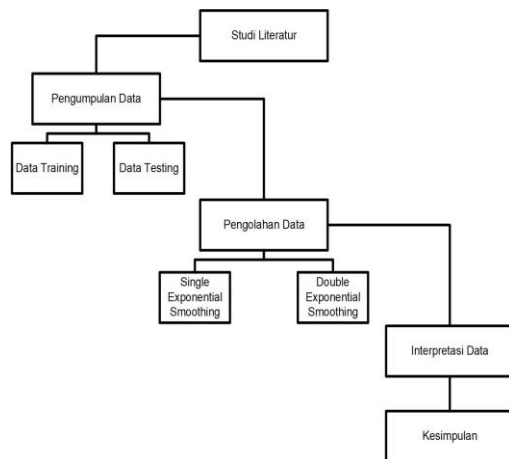 Studi Literatur
Pengumpulan Data
Data Training
Data Testing
Pengolahan Data
Single
Exponential
Smoothing
Double
Exponential
Smoothing
Interpretasi Data
Kesimpulan